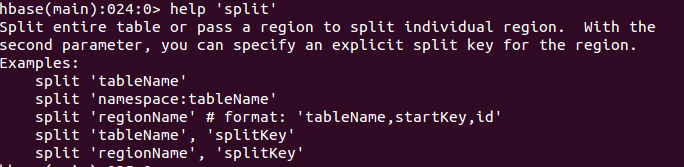 hbase(main):024:0> help 'split'
Split entire table or pass a region to split individual region.  With the
second parameter, you can specify an explicit split key for the region.
Examples:
    split 'tableName'
    split 'namespace:tableName'
    split 'regionName' # format: 'tableName,startKey,id'
    split 'tableName', 'splitKey'
    split 'regionName', 'splitKey'